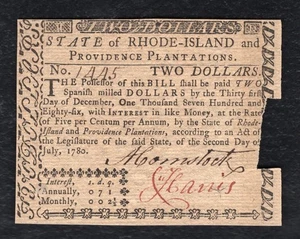 TWO DOLLARS
STATE of RHODE-ISLAND and
PROVIDENCE PLANTATIONS.
No. 1445 TWO DOLLARS.
THE Possessor of this BILL shall be paid TWO
Spanish milled DOLLARS by the Thirty first
Day of December, One Thousand Seven Hundred and
Eighty-six, with INTEREST in like Money, at the Rate
of Five per Centum per Annum, by the State of Rhode-
Island and Providence Plantations, according to an Act of
the Legislature of the said State, of the Second Day of
July, 1780.
Interest. s. d. q.
Annually, 0 7 1
Monthly, 0 0 2